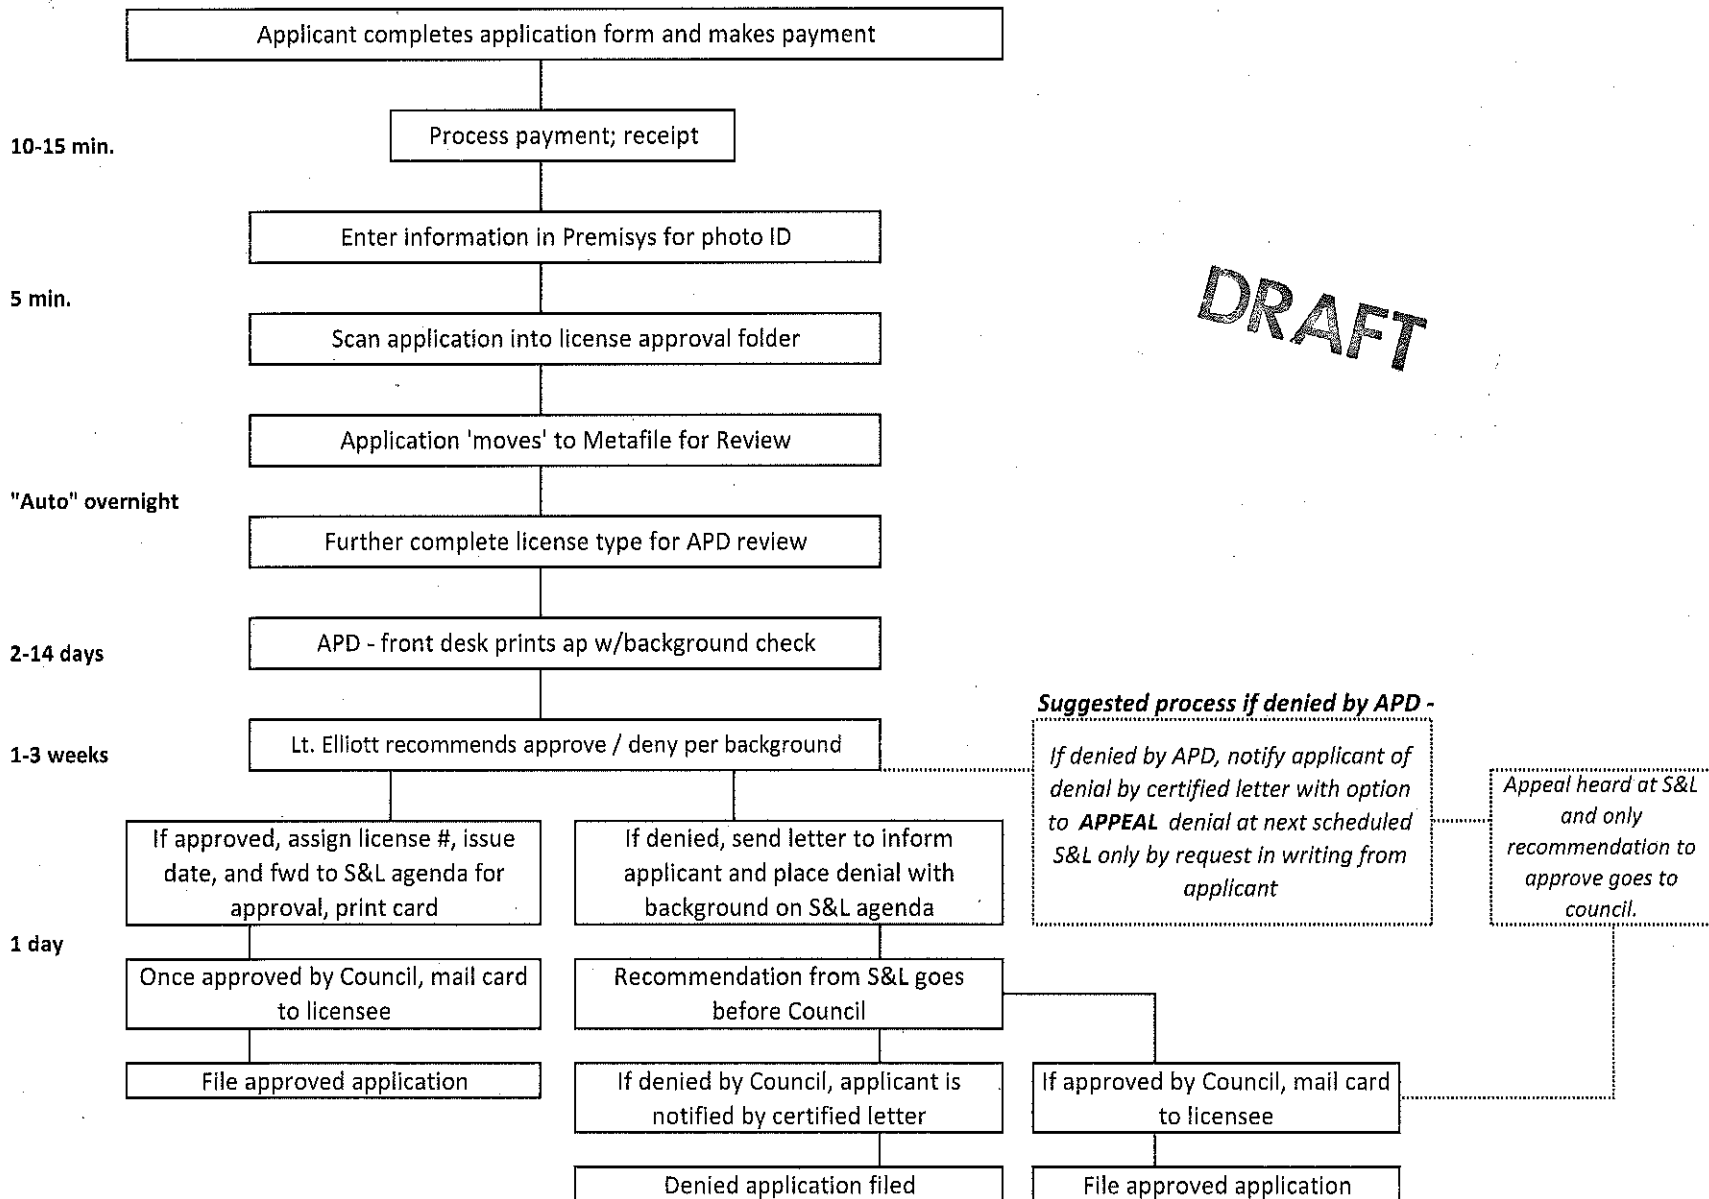 Applicant completes application form and makes payment
10-15 min.
Process payment; receipt
Enter information in Premisys for photo ID
5 min.
Scan application into license approval folder
DRAFT
Application 'moves' to Metafile for Review
"Auto" overnight
Further complete license type for APD review
2-14 days
APD - front desk prints ap w/background check
1-3 weeks
Lt. Elliott recommends approve / deny per background
Suggested process if denied by APD -
If denied by APD, notify applicant of
denial by certified letter with option
to APPEAL denial at next scheduled
S&L only by request in writing from
applicant
Appeal heard at S&L
and only
recommendation to
approve goes to
council.
If approved, assign license #, issue
date, and fwd to S&L agenda for
approval, print card
If denied, send letter to inform
applicant and place denial with
background on S&L agenda
1 day
Once approved by Council, mail card
to licensee
Recommendation from S&L goes
before Council
File approved application
If denied by Council, applicant is
notified by certified letter
If approved by Council, mail card
to licensee
Denied application filed
File approved application